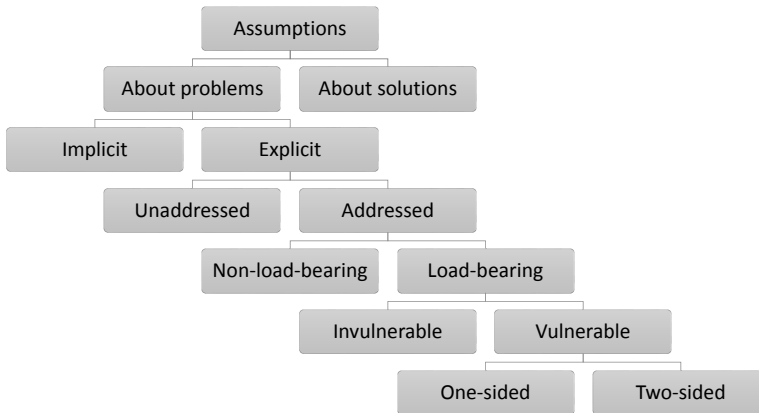 Assumptions
About problems
About solutions
Implicit
Explicit
Unaddressed
Addressed
Non-load-bearing
Load-bearing
Invulnerable
Vulnerable
One-sided
Two-sided